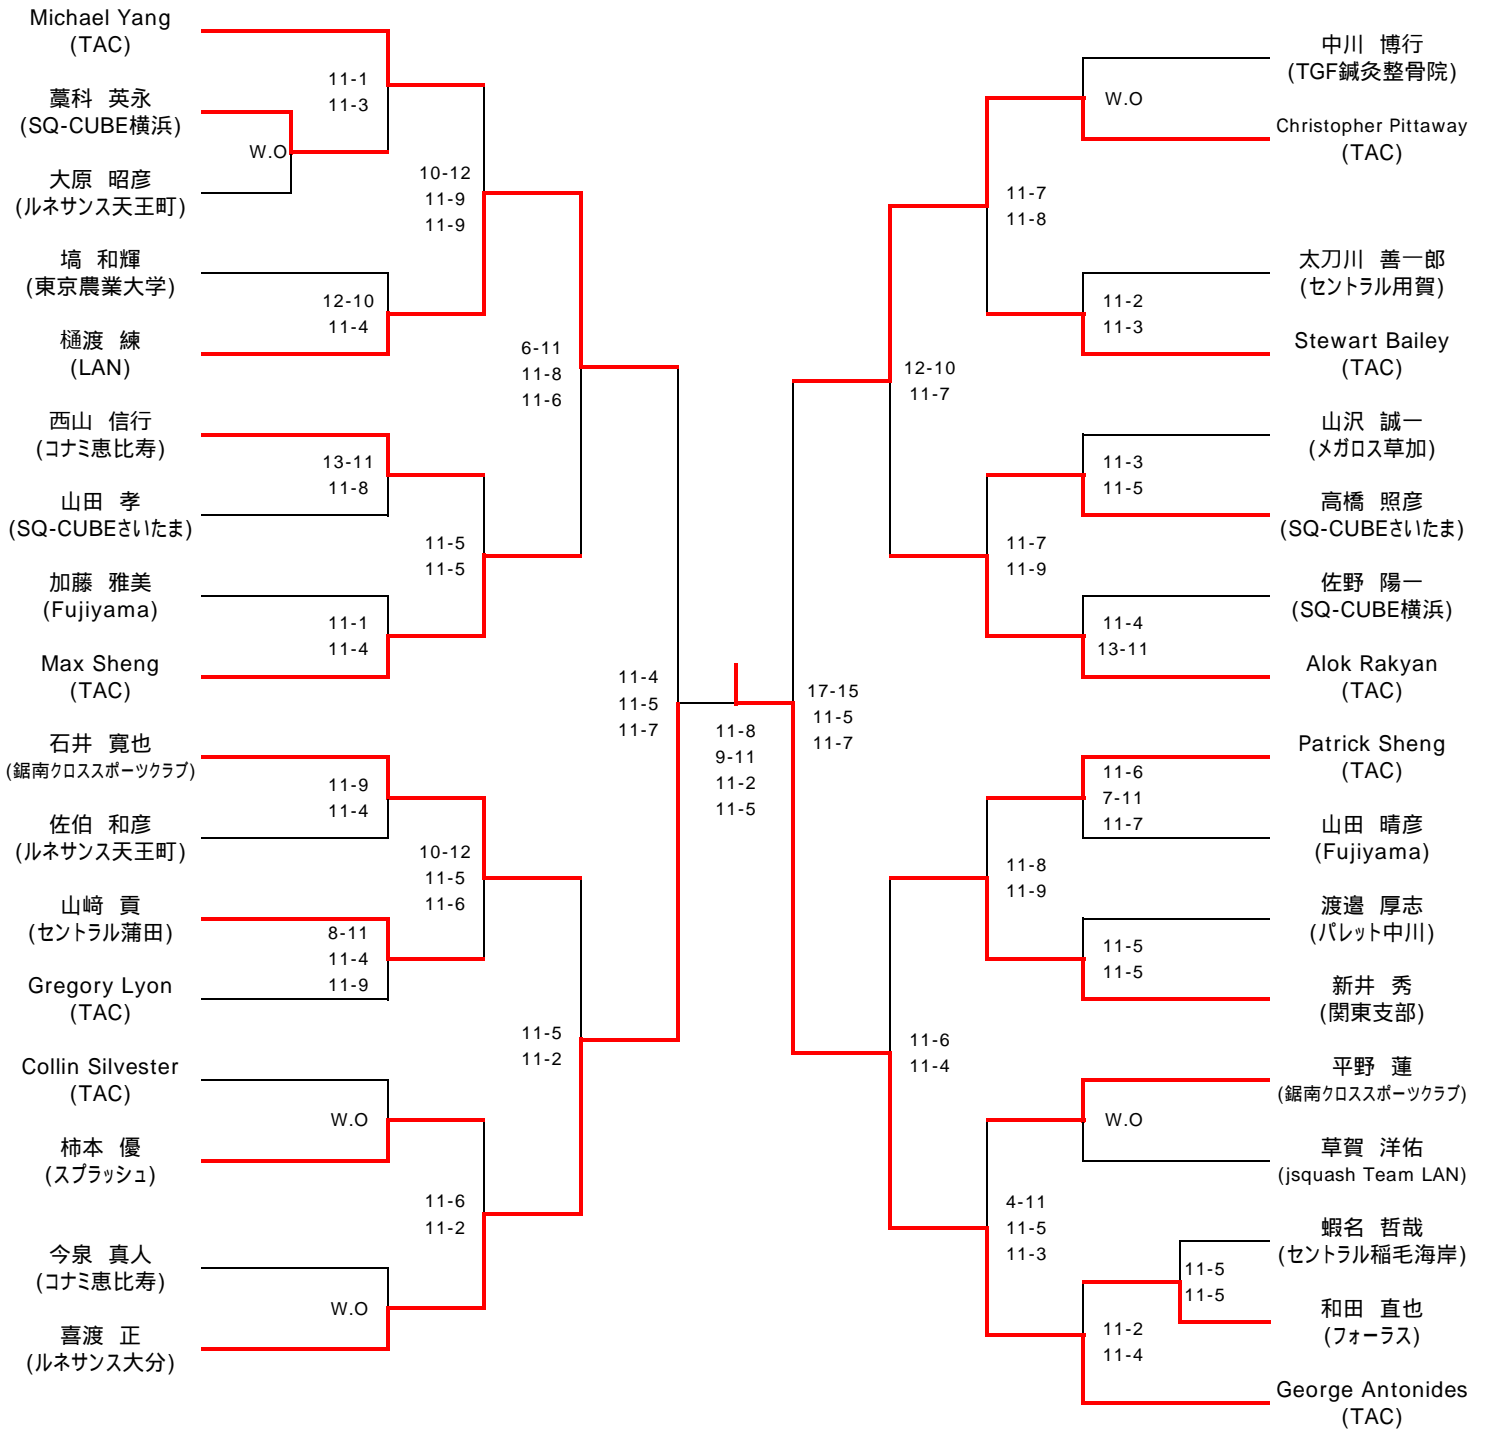 Michael Yang
(TAC)
11-1
11-3
藁科 英永
(SQ-CUBE横浜)
W.O
大原 昭彦
(ルネサンス天王町)
10-12
11-9
11-9
塙 和輝
(東京農業大学)
12-10
11-4
樋渡 練
(LAN)
6-11
11-8
11-6
西山 信行
(コナミ恵比寿)
13-11
11-8
山田 孝
(SQ-CUBEさいたま)
11-5
11-5
加藤 雅美
(Fujiyama)
11-1
11-4
Max Sheng
(TAC)
11-4
11-5
11-7
石井 寛也
(鋸南クロススポーツクラブ)
11-9
11-4
佐伯 和彦
(ルネサンス天王町)
10-12
11-5
11-6
山﨑 貢
(セントラル蒲田)
8-11
11-4
11-9
Gregory Lyon
(TAC)
11-5
11-2
Collin Silvester
(TAC)
W.O
柿本 優
(スプラッシュ)
11-6
11-2
今泉 真人
(コナミ恵比寿)
W.O
喜渡 正
(ルネサンス大分)
11-8
9-11
11-2
11-5
中川 博行
(TGF鍼灸整骨院)
W.O
Christopher Pittaway
(TAC)
11-7
11-8
太刀川 善一郎
(セントラル用賀)
11-2
11-3
Stewart Bailey
(TAC)
12-10
11-7
山沢 誠一
(メガロス草加)
11-3
11-5
高橋 照彦
(SQ-CUBEさいたま)
11-7
11-9
佐野 陽一
(SQ-CUBE横浜)
11-4
13-11
Alok Rakyan
(TAC)
17-15
11-5
11-7
Patrick Sheng
(TAC)
11-6
7-11
11-7
山田 晴彦
(Fujiyama)
11-8
11-9
渡邉 厚志
(パレット中川)
11-5
11-5
新井 秀
(関東支部)
11-6
11-4
平野 蓮
(鋸南クロススポーツクラブ)
W.O
草賀 洋佑
(jsquash Team LAN)
4-11
11-5
11-3
蝦名 哲哉
(セントラル稲毛海岸)
11-5
11-5
和田 直也
(フォーラス)
11-2
11-4
George Antonides
(TAC)